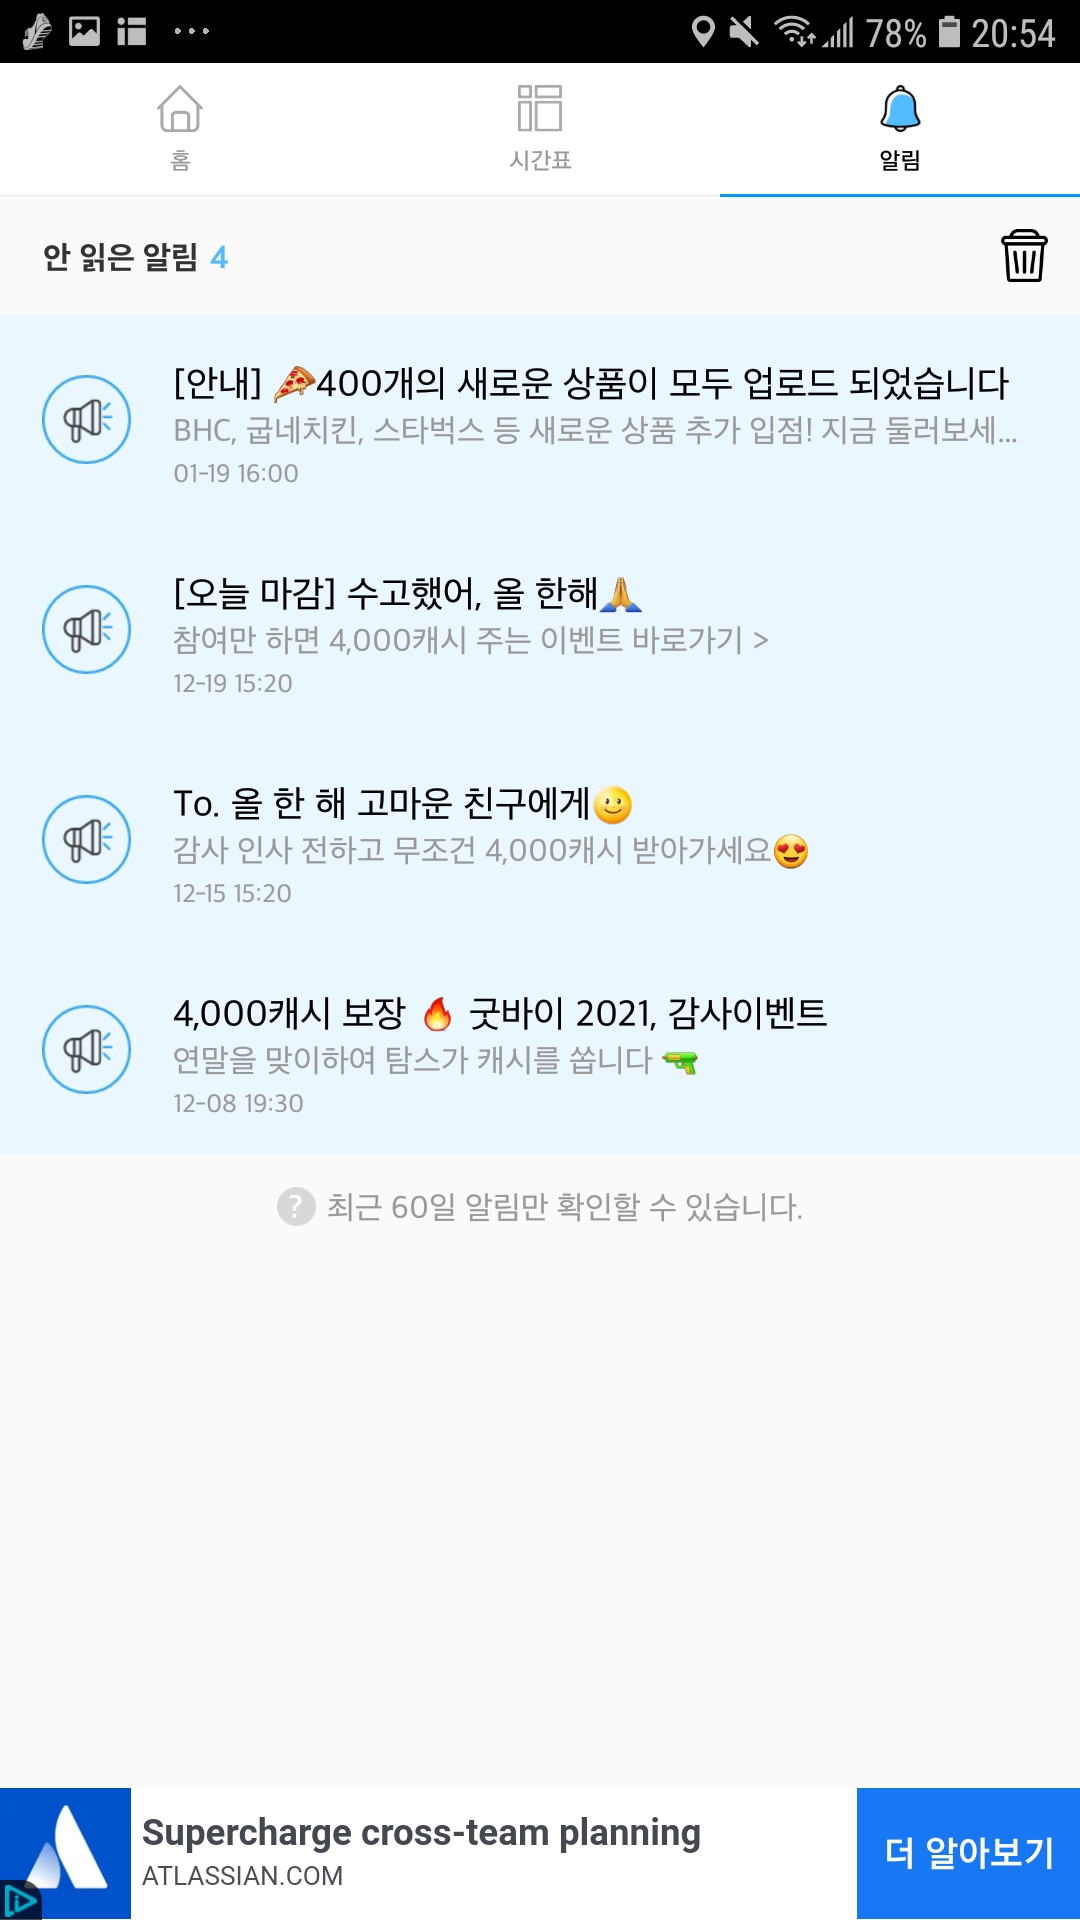 78% 20:54
홈
시간표
알림
안 읽은 알림 4
[안내] 🍕400개의 새로운 상품이 모두 업로드 되었습니다
BHC, 굽네치킨, 스타벅스 등 새로운 상품 추가 입점! 지금 둘러보세...
01-19 16:00
[오늘 마감] 수고했어, 올 한해🙏
참여만 하면 4,000캐시 주는 이벤트 바로가기 >
12-19 15:20
To. 올 한 해 고마운 친구에게🌝
감사 인사 전하고 무조건 4,000캐시 받아가세요😍
12-15 15:20
4,000캐시 보장 🔥 굿바이 2021, 감사이벤트
연말을 맞이하여 탐스가 캐시를 쏩니다 🔫
12-08 19:30
? 최근 60일 알림만 확인할 수 있습니다.
Supercharge cross-team planning
ATLASSIAN.COM
더 알아보기